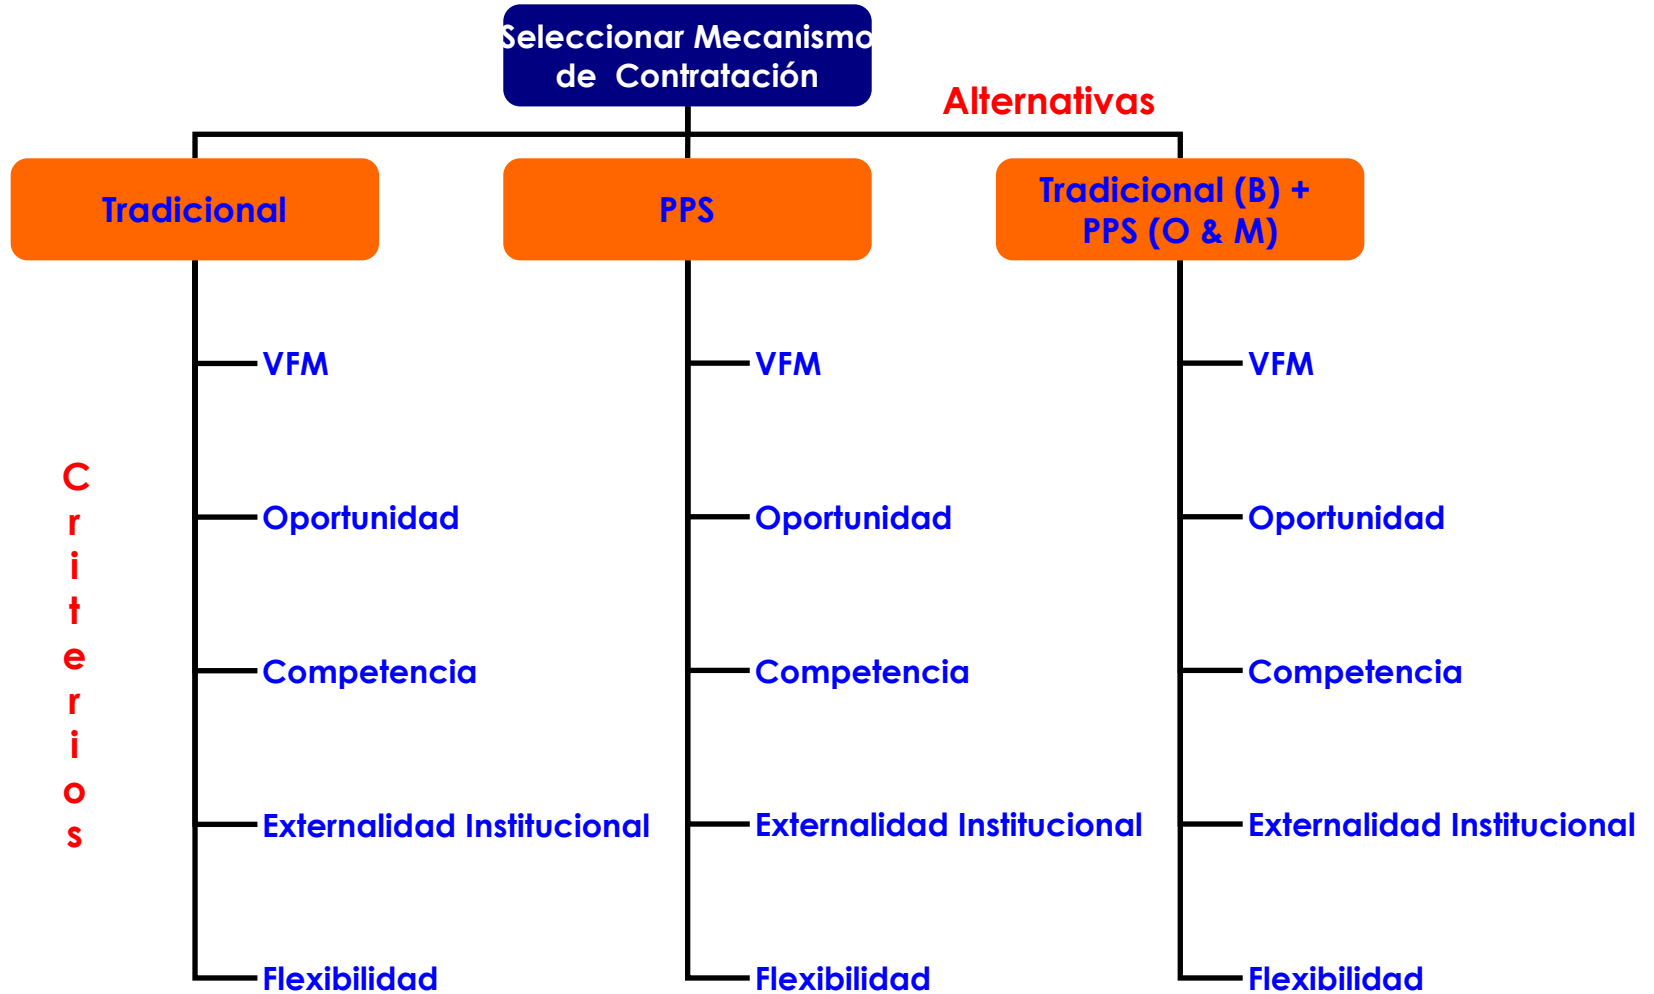 Seleccionar Mecanismo
de Contratación
Alternativas
Tradicional
PPS
Tradicional (B) +
PPS (O & M)
Criterios
VFM
Oportunidad
Competencia
Externalidad Institucional
Flexibilidad
VFM
Oportunidad
Competencia
Externalidad Institucional
Flexibilidad
VFM
Oportunidad
Competencia
Externalidad Institucional
Flexibilidad